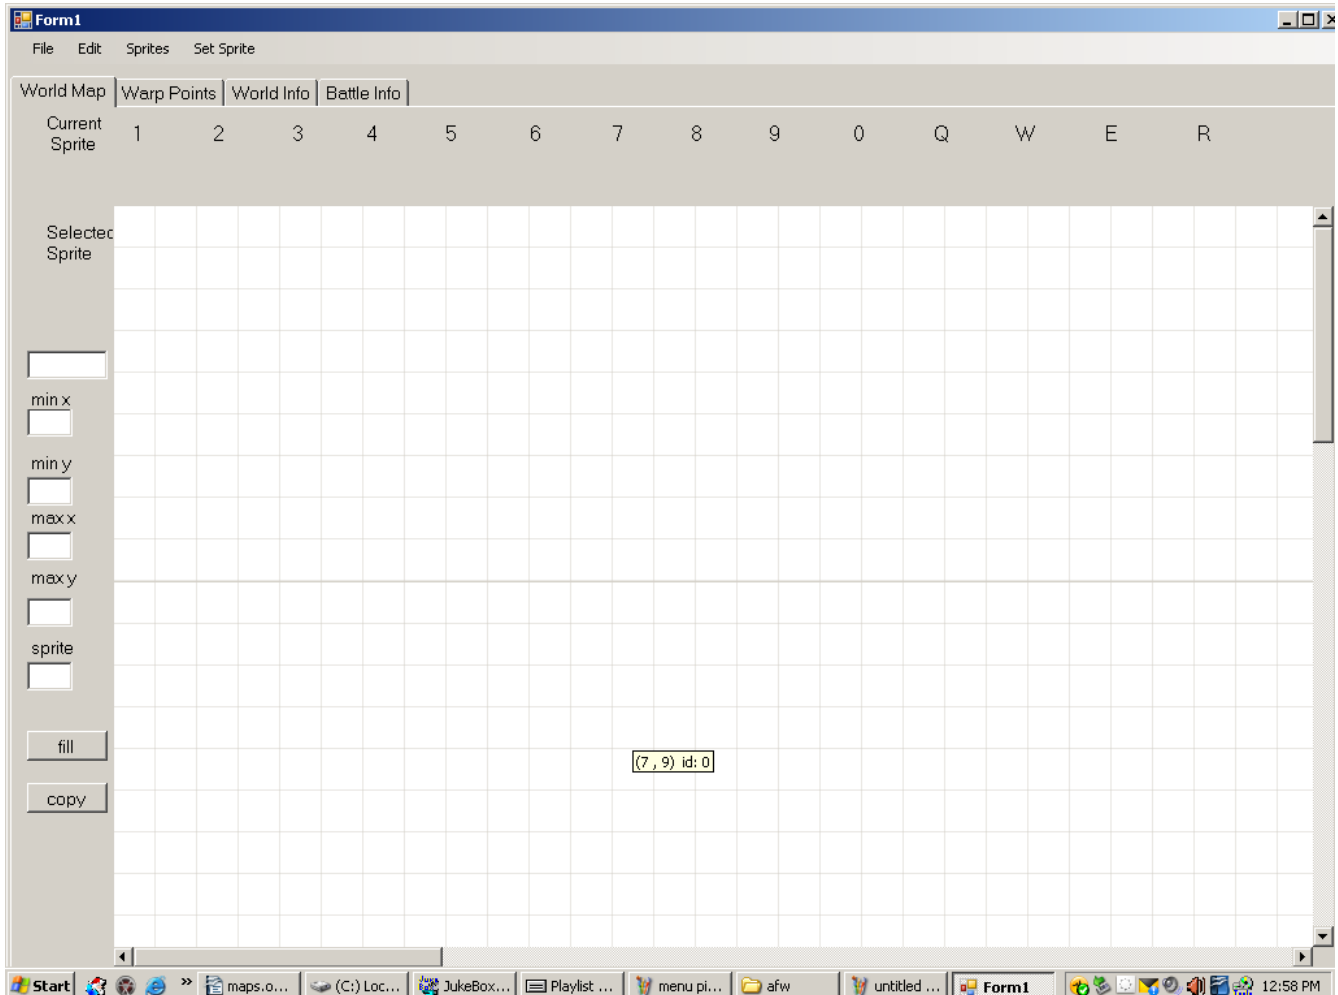 Form1
File Edit Sprites Set Sprite
World Map Warp Points World Info Battle Info
Current Sprite 1 2 3 4 5 6 7 8 9 0 Q W E R
Selected
Sprite
min x
min y
max x
max y
sprite
fill
(7 , 9) id: 0
copy
Start » maps.o... (C:) Loc... JukeBox... Playlist ... menu pi... afw untitled ... Form1 12:58 PM